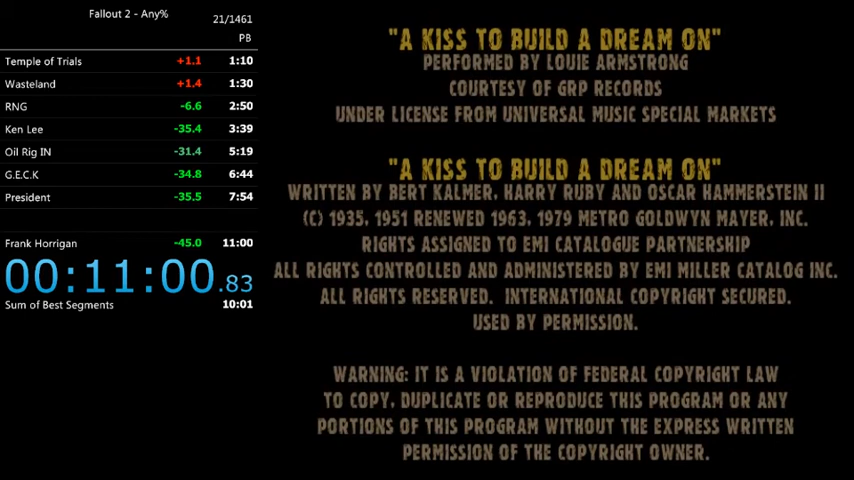 Fallout 2 - Any%
21/1461
PB
Temple of Trials +1.1 1:10
Wasteland +1.4 1:30
RNG -6.6 2:50
Ken Lee -35.4 3:39
Oil Rig IN -31.4 5:19
G.E.C.K -34.8 6:44
President -35.5 7:54
Frank Horrigan -45.0 11:00
00:11:00.83
Sum of Best Segments 10:01
"A KISS TO BUILD A DREAM ON"
PERFORMED BY LOUIE ARMSTRONG
COURTESY OF GRP RECORDS
UNDER LICENSE FROM UNIVERSAL MUSIC SPECIAL MARKETS
"A KISS TO BUILD A DREAM ON"
WRITTEN BY BERT KALMER, HARRY RUBY AND OSCAR HAMMERSTEIN II
(C) 1935, 1951 RENEWED 1963, 1979 METRO GOLDWYN MAYER, INC.
RIGHTS ASSIGNED TO EMI CATALOGUE PARTNERSHIP
ALL RIGHTS CONTROLLED AND ADMINISTERED BY EMI MILLER CATALOG INC.
ALL RIGHTS RESERVED. INTERNATIONAL COPYRIGHT SECURED.
USED BY PERMISSION.
WARNING: IT IS A VIOLATION OF FEDERAL COPYRIGHT LAW
TO COPY, DUPLICATE OR REPRODUCE THIS PROGRAM OR ANY
PORTIONS OF THIS PROGRAM WITHOUT THE EXPRESS WRITTEN
PERMISSION OF THE COPYRIGHT OWNER.